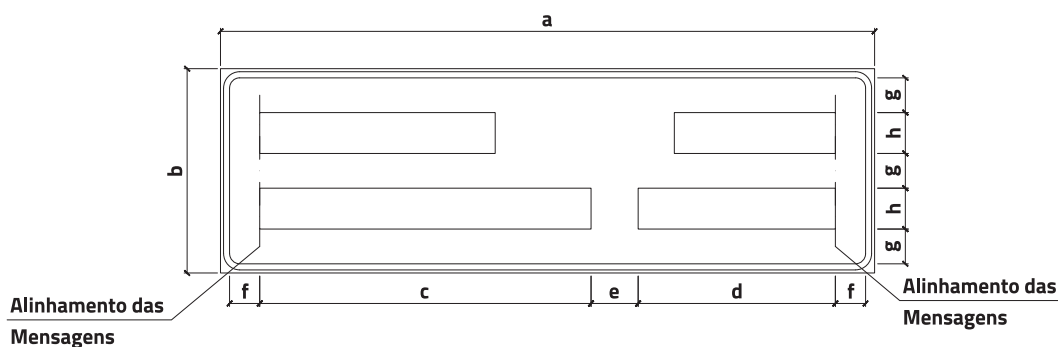 a
b
g
h
g
h
g
f
c
e
d
f
Alinhamento das
Mensagens
Alinhamento das
Mensagens